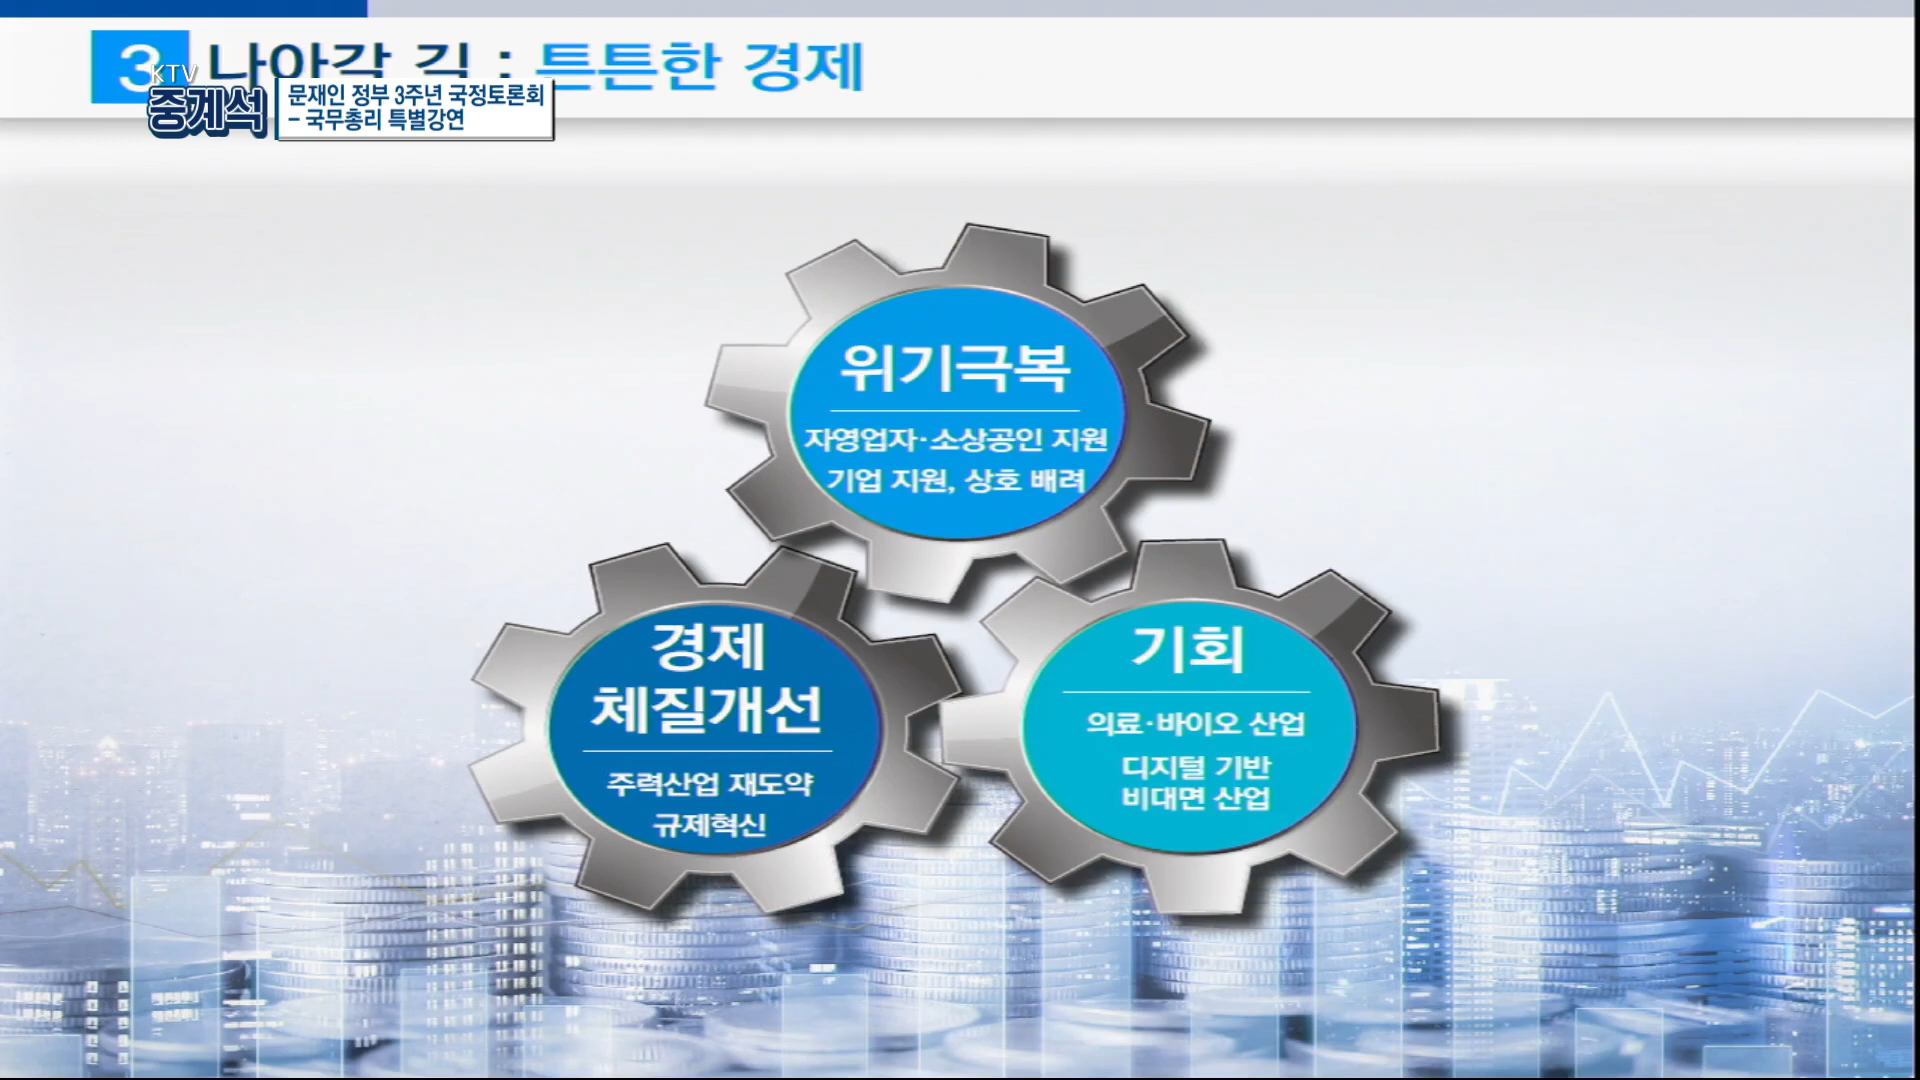 3 나아갈 길 : 튼튼한 경제
KTV
중계석
문재인 정부 3주년 국정토론회
- 국무총리 특별강연
위기극복
자영업자·소상공인 지원
기업 지원, 상호 배려
경제
체질개선
주력산업 재도약
규제혁신
기회
의료·바이오 산업
디지털 기반
비대면 산업